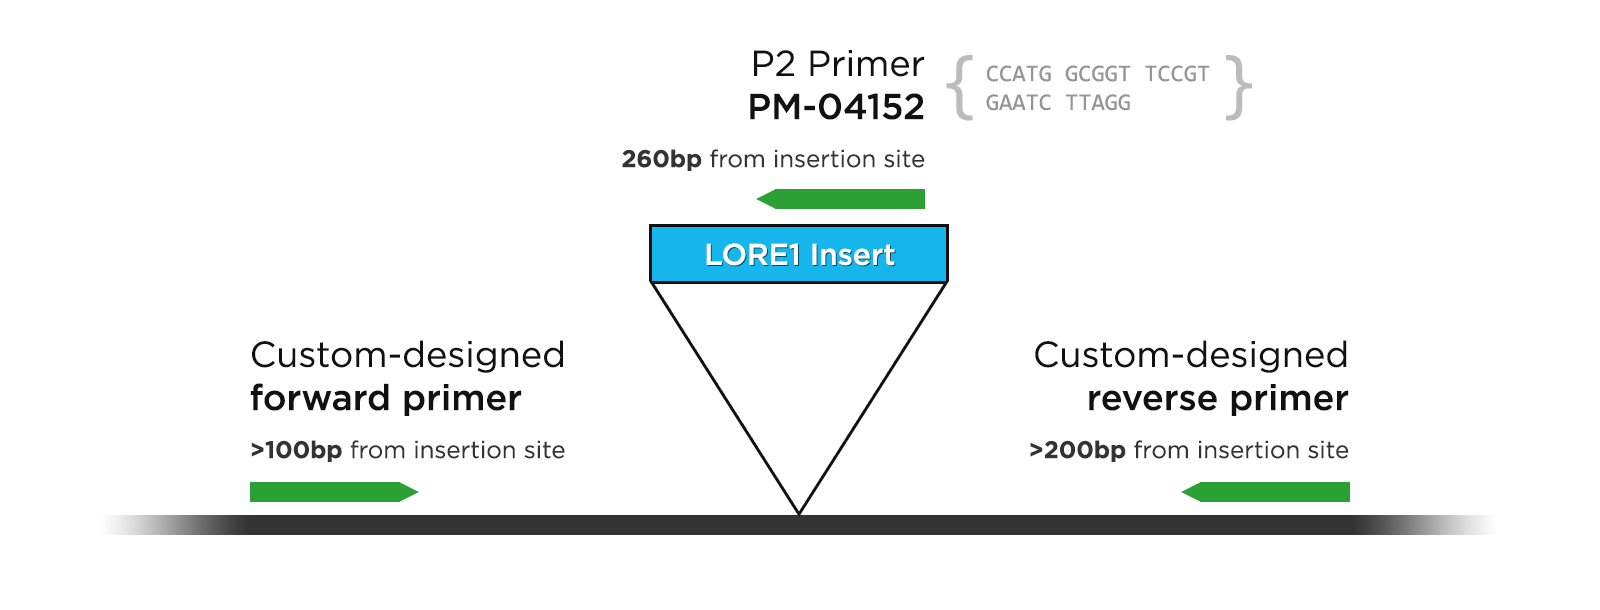 P2 Primer
PM-04152
{ CCATG GCGGT TCCGT
GAATC TTAGG }
260bp from insertion site
LORE1 Insert
Custom-designed
forward primer
>100bp from insertion site
Custom-designed
reverse primer
>200bp from insertion site